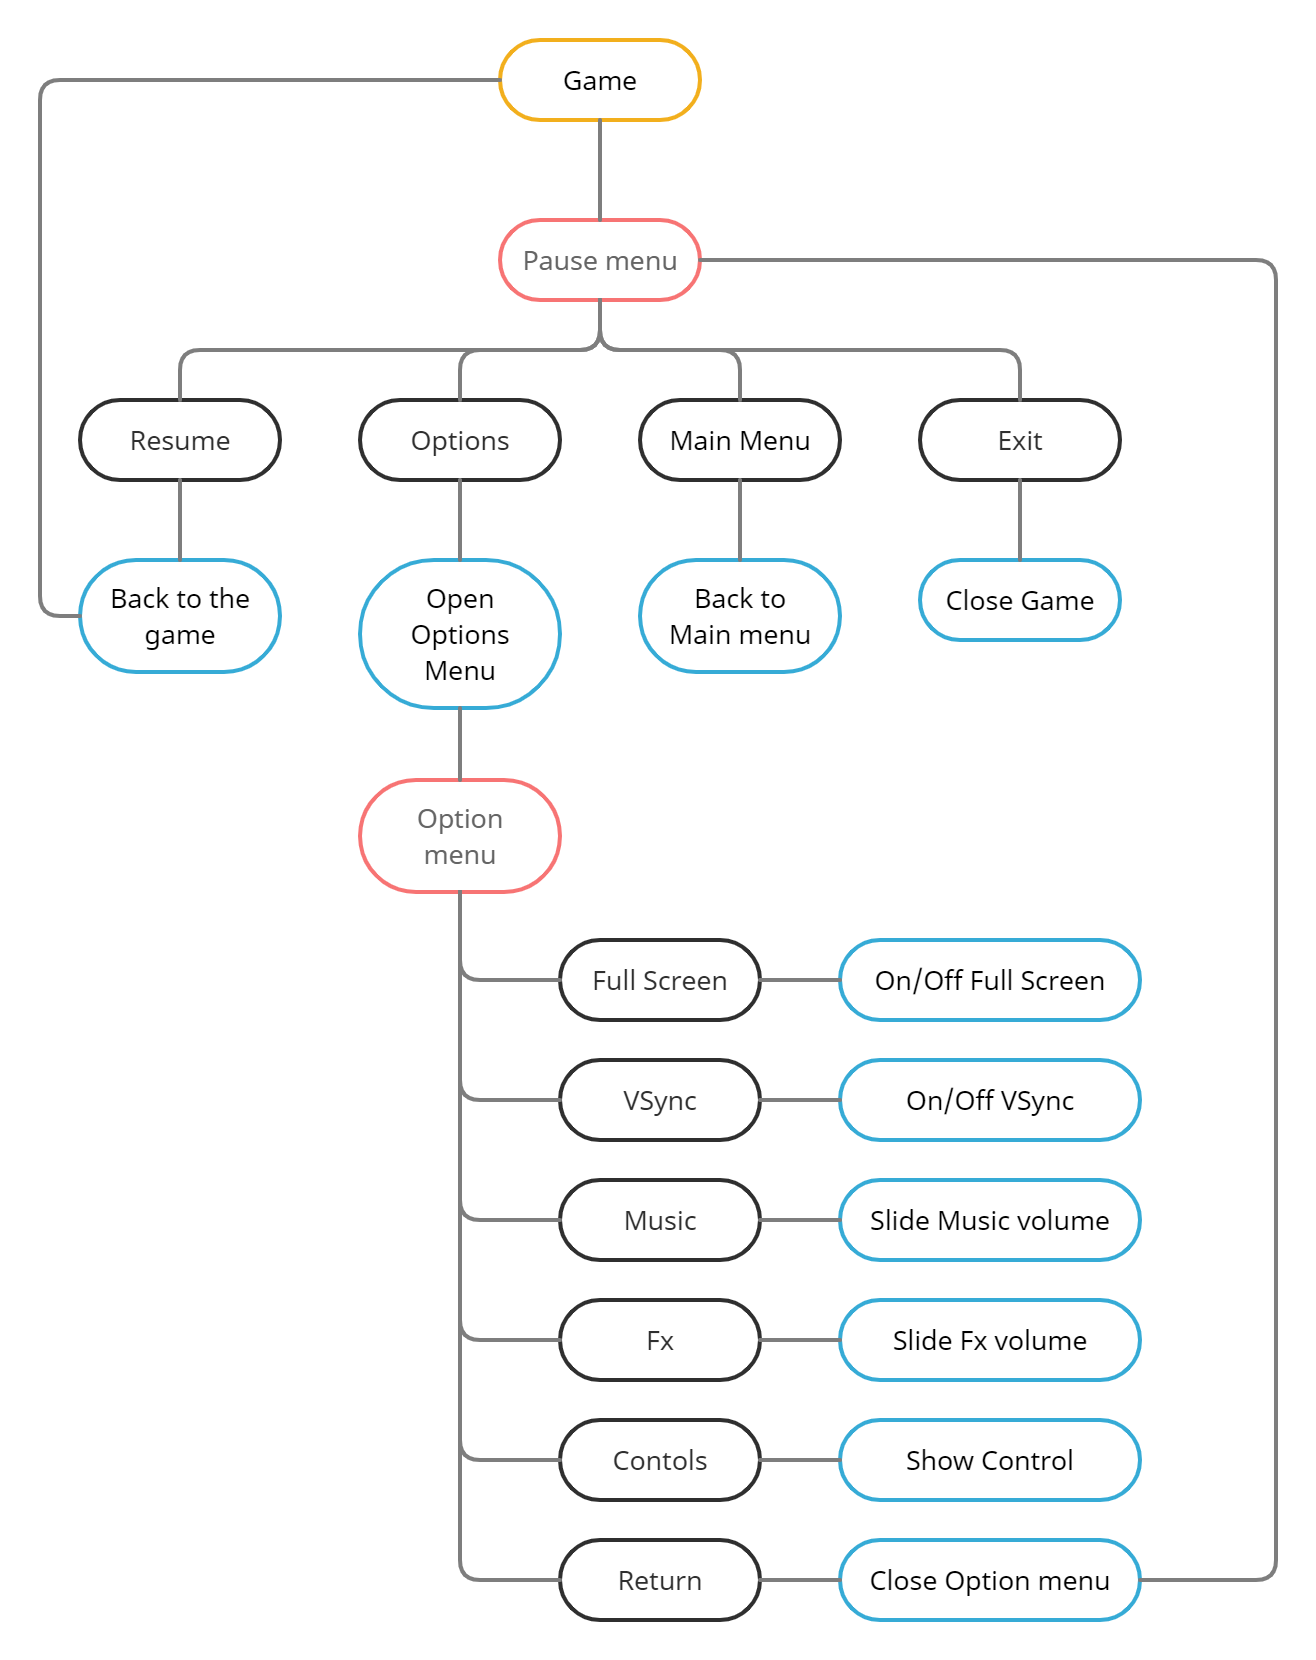 Game
Pause menu
Resume
Options
Main Menu
Exit
Back to the
game
Open
Options
Menu
Back to
Main menu
Close Game
Option
menu
Full Screen
On/Off Full Screen
VSync
On/Off VSync
Music
Slide Music volume
Fx
Slide Fx volume
Contols
Show Control
Return
Close Option menu